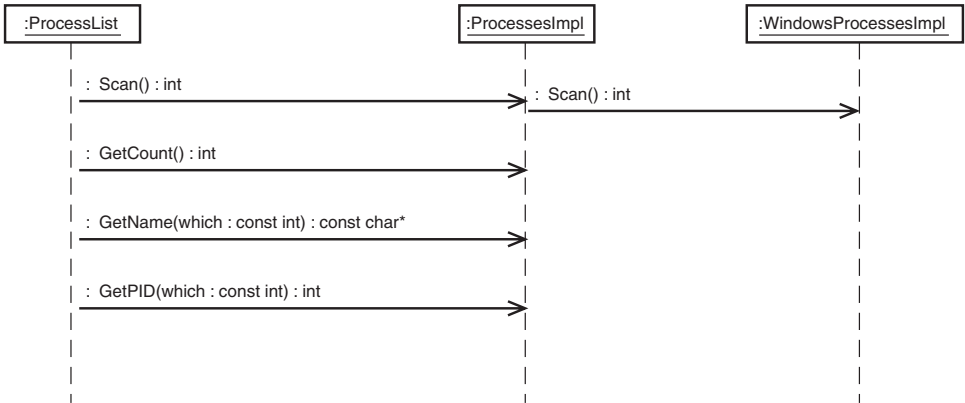 :ProcessList
:ProcessesImpl
:WindowsProcessesImpl
: Scan() : int
: Scan() : int
: GetCount() : int
: GetName(which : const int) : const char*
: GetPID(which : const int) : int